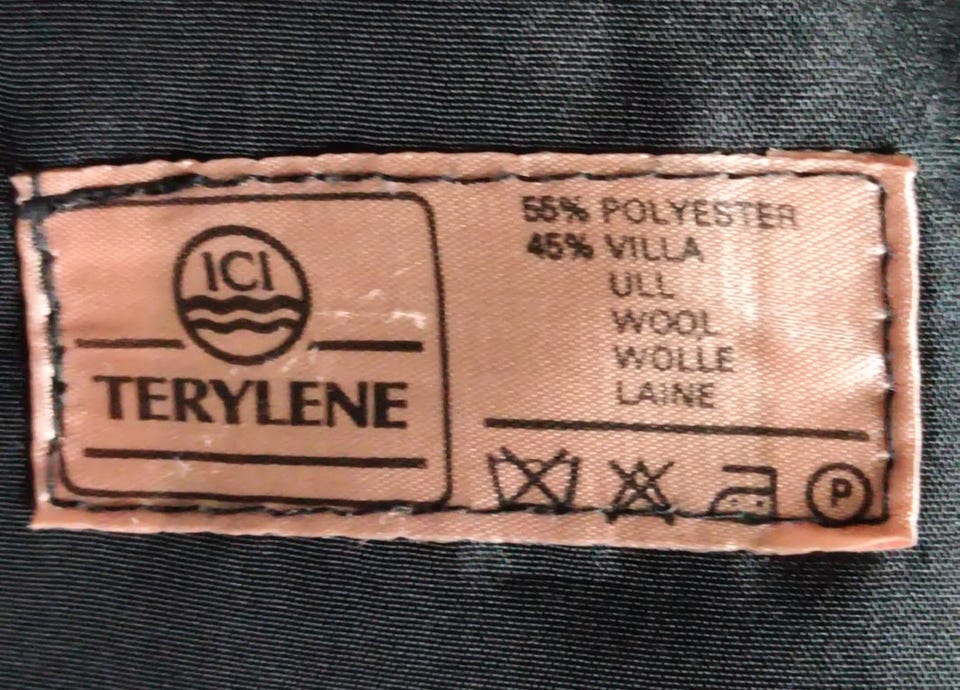 ICI
TERYLENE
55% POLYESTER
45% VILLA
ULL
WOOL
WOLLE
LAINE
P